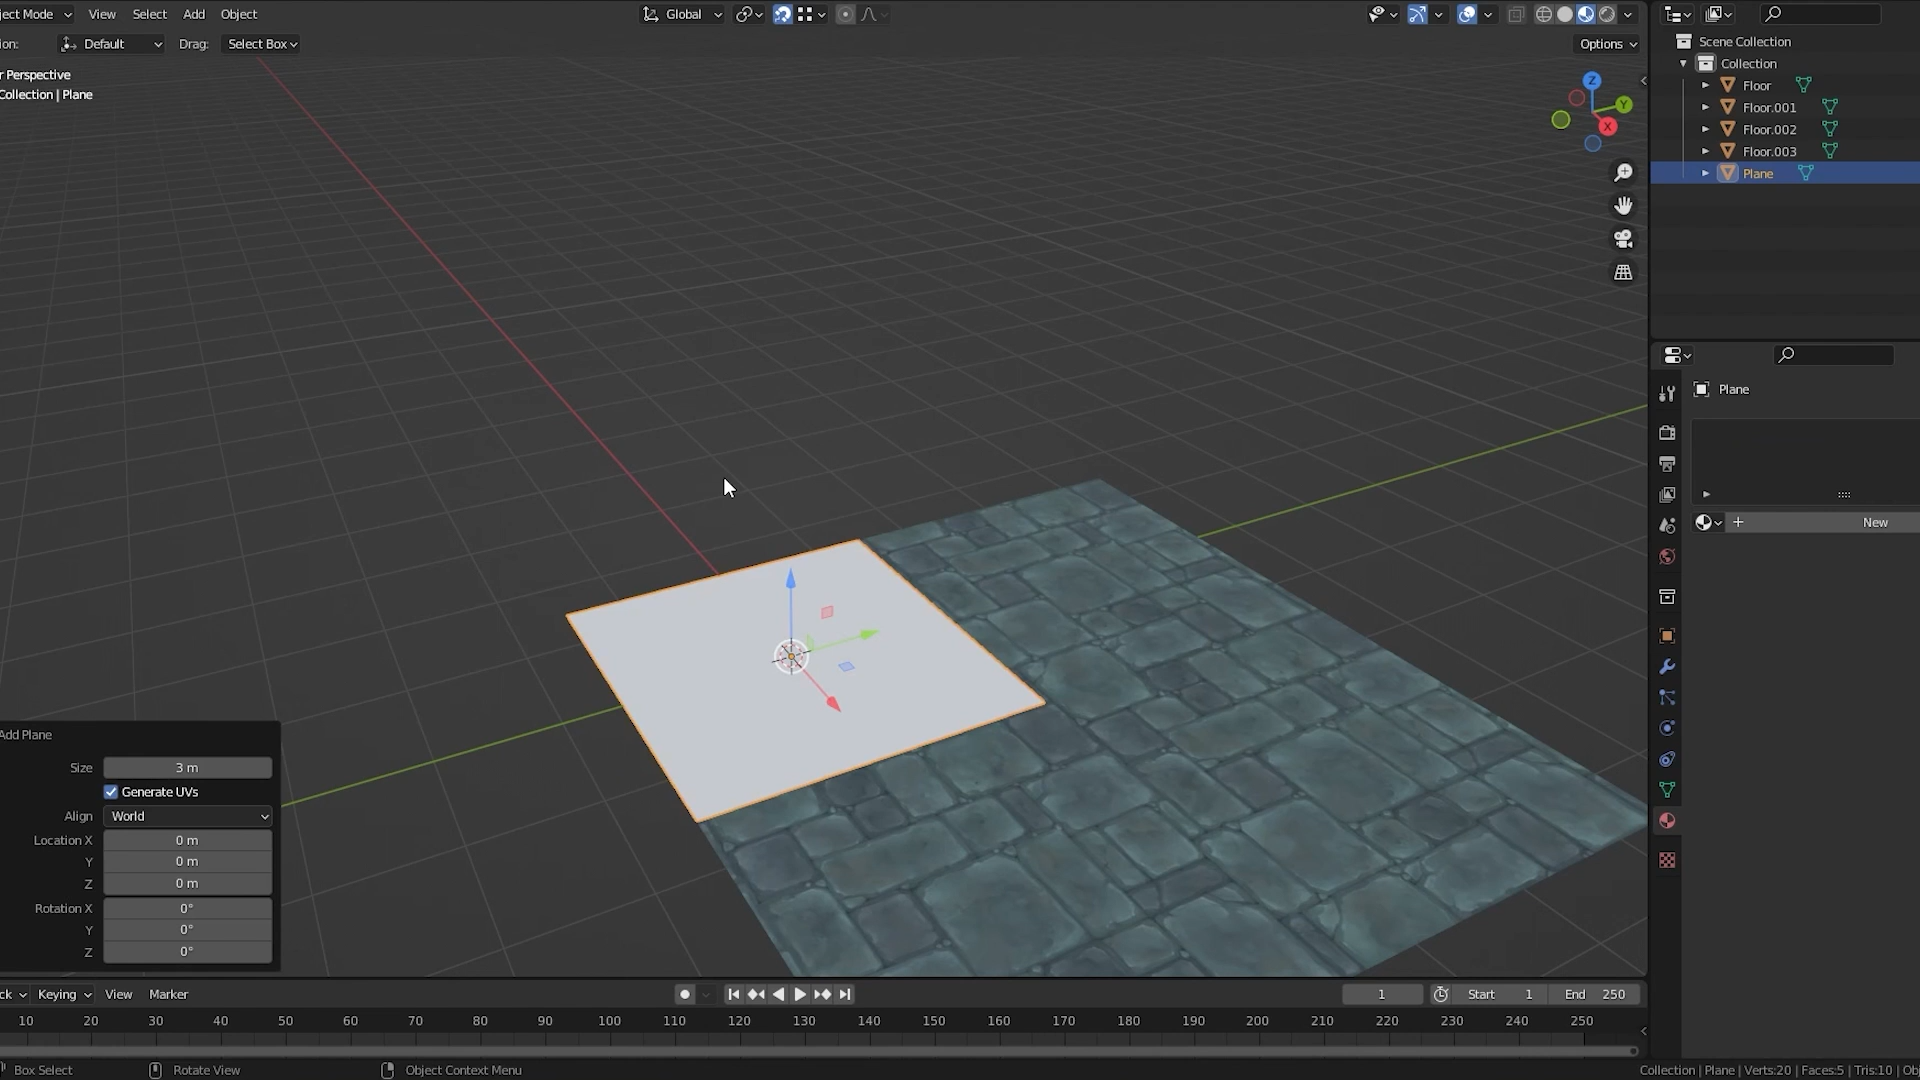 ject Mode View Select Add Object Global
ion: Default Drag: Select Box Options
r Perspective
Collection | Plane
Z
Y
X
Scene Collection
Collection
Floor
Floor.001
Floor.002
Floor.003
Plane
Plane
New
Add Plane
Size 3 m
Generate UVs
Align World
Location X 0 m
Y 0 m
Z 0 m
Rotation X 0°
Y 0°
Z 0°
ck Keying View Marker 1 Start 1 End 250
10 20 30 40 50 60 70 80 90 100 110 120 130 140 150 160 170 180 190 200 210 220 230 240 250
Box Select Rotate View Object Context Menu Collection | Plane | Verts:20 | Faces:5 | Tris:10 | Ob